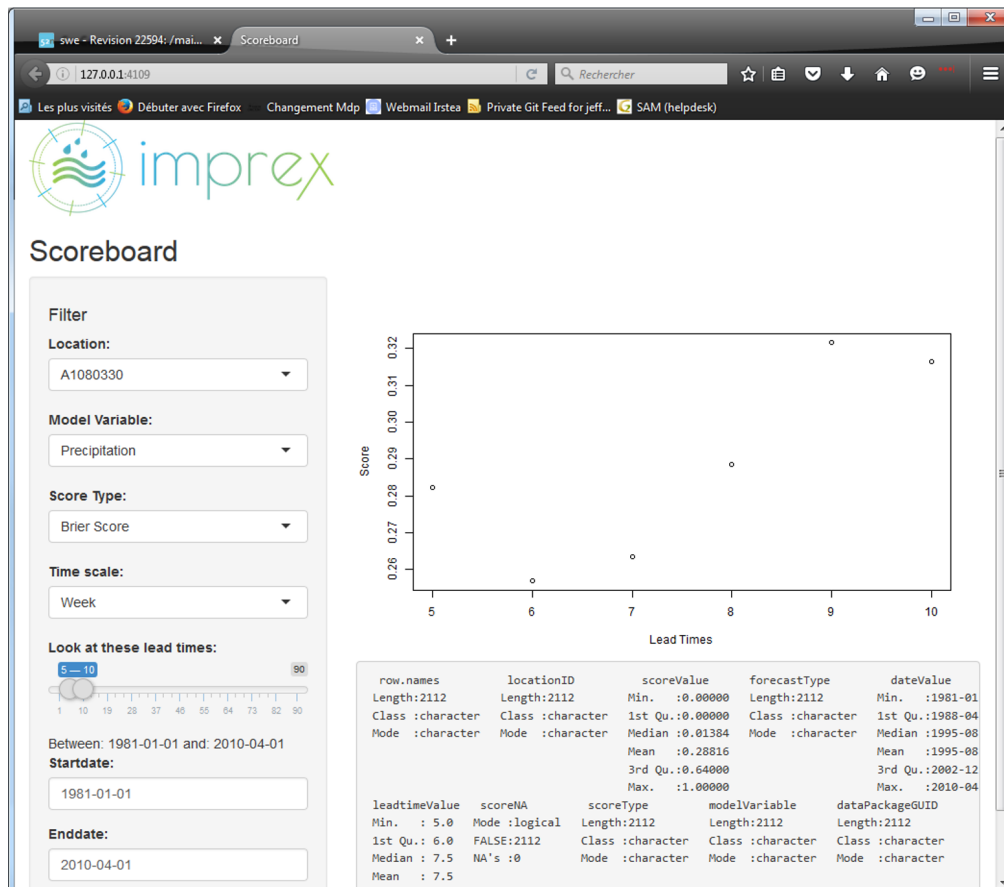 swe - Revision 22594: /mai...
Scoreboard
127.0.0.1:4109
Rechercher
Les plus visités
Débuter avec Firefox
Changement Mdp
Webmail Irstea
Private Git Feed for jeff...
SAM (helpdesk)
imprex
Scoreboard
Filter
Location:
A1080330
Model Variable:
Precipitation
Score Type:
Brier Score
Time scale:
Week
Look at these lead times:
5 — 10
90
1 10 19 28 37 46 55 64 73 82 90
Between: 1981-01-01 and: 2010-04-01
Startdate:
1981-01-01
Enddate:
2010-04-01
Score
0.32
0.31
0.30
0.29
0.28
0.27
0.26
5 6 7 8 9 10
Lead Times
row.names locationID scoreValue forecastType dateValue
Length:2112 Length:2112 Min. :0.00000 Length:2112 Min. :1981-01
Class :character Class :character 1st Qu.:0.00000 Class :character 1st Qu.:1988-04
Mode :character Mode :character Median :0.01384 Mode :character Median :1995-08
Mean :0.28816 Mean :1995-08
3rd Qu.:0.64000 3rd Qu.:2002-12
Max. :1.00000 Max. :2010-04
leadtimeValue scoreNA scoreType modelVariable dataPackageGUID
Min. : 5.0 Mode :logical Length:2112 Length:2112 Length:2112
1st Qu.: 6.0 FALSE:2112 Class :character Class :character Class :character
Median : 7.5 NA's :0 Mode :character Mode :character Mode :character
Mean : 7.5